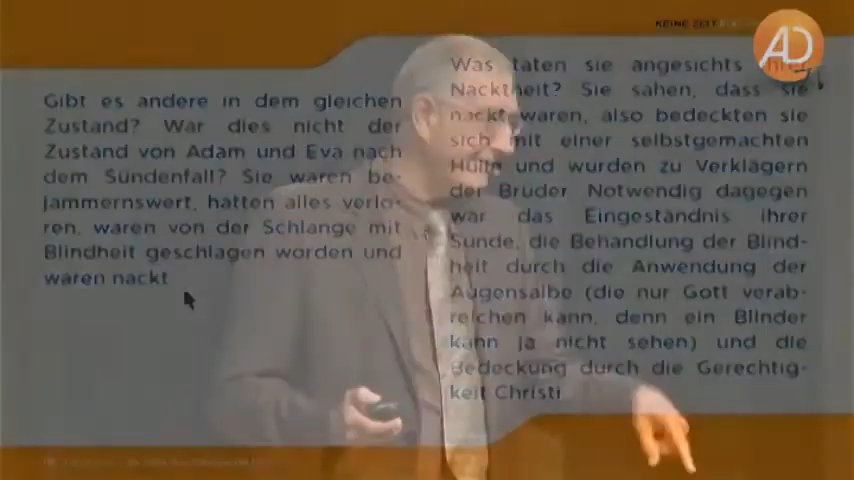 KEINE ZEIT
AD
Gibt es andere in dem gleichen
Zustand? War dies nicht der
Zustand von Adam und Eva nach
dem Sündenfall? Sie waren be-
jammernswert, hatten alles verlo-
ren, waren von der Schlange mit
Blindheit geschlagen worden und
waren nackt
Was taten sie angesichts ihrer
Nacktheit? Sie sahen, dass sie
nackt waren, also bedeckten sie
sich mit einer selbstgemachten
Hülle und wurden zu Verklägern
der Brüder Notwendig dagegen
war das Eingeständnis ihrer
Sünde, die Behandlung der Blind-
heit durch die Anwendung der
Augensalbe (die nur Gott verab-
reichen kann, denn ein Blinder
kann ja nicht sehen) und die
Bedeckung durch die Gerechtig-
keit Christi